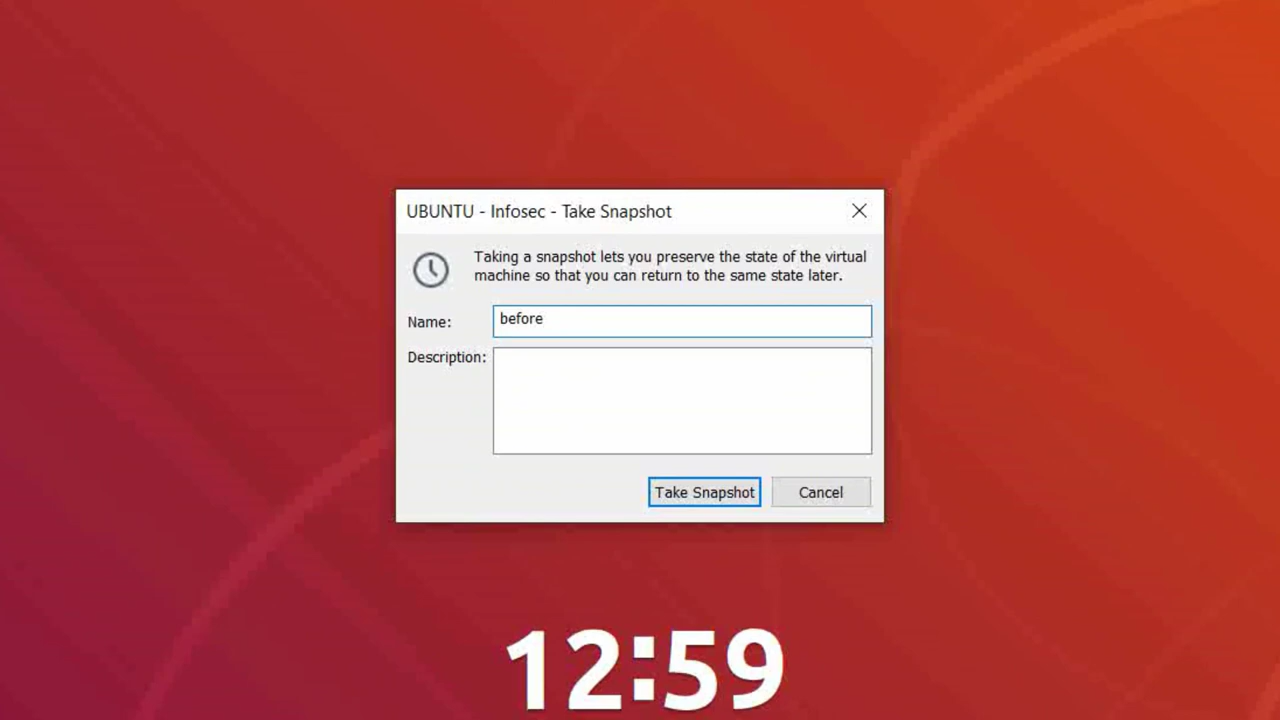 UBUNTU - Infosec - Take Snapshot
Taking a snapshot lets you preserve the state of the virtual
machine so that you can return to the same state later.
Name: before
Description:
Take Snapshot Cancel
12:59